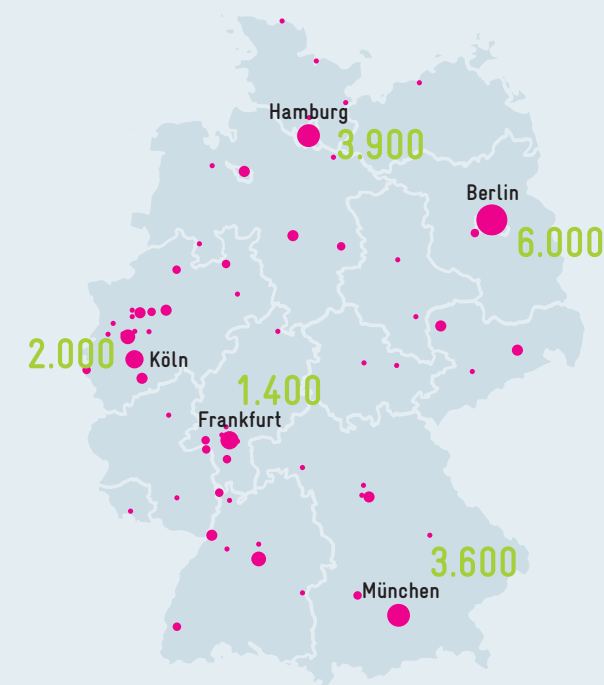 Hamburg
3.900
Berlin
6.000
2.000
Köln
1.400
Frankfurt
3.600
München